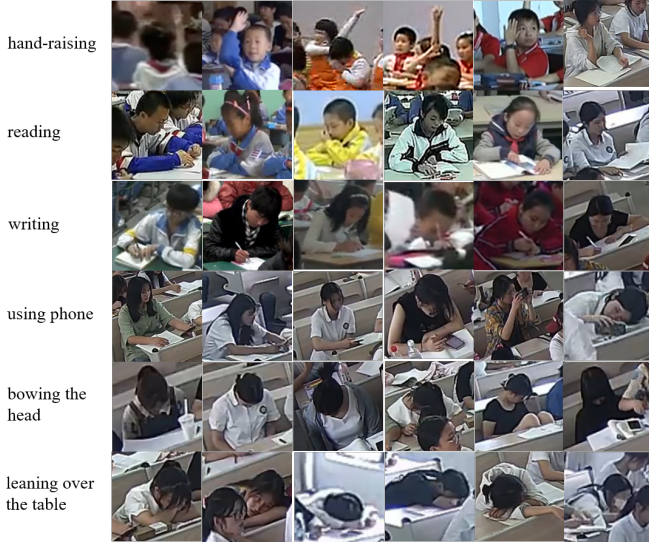 hand-raising
reading
writing
using phone
bowing the
head
leaning over
the table